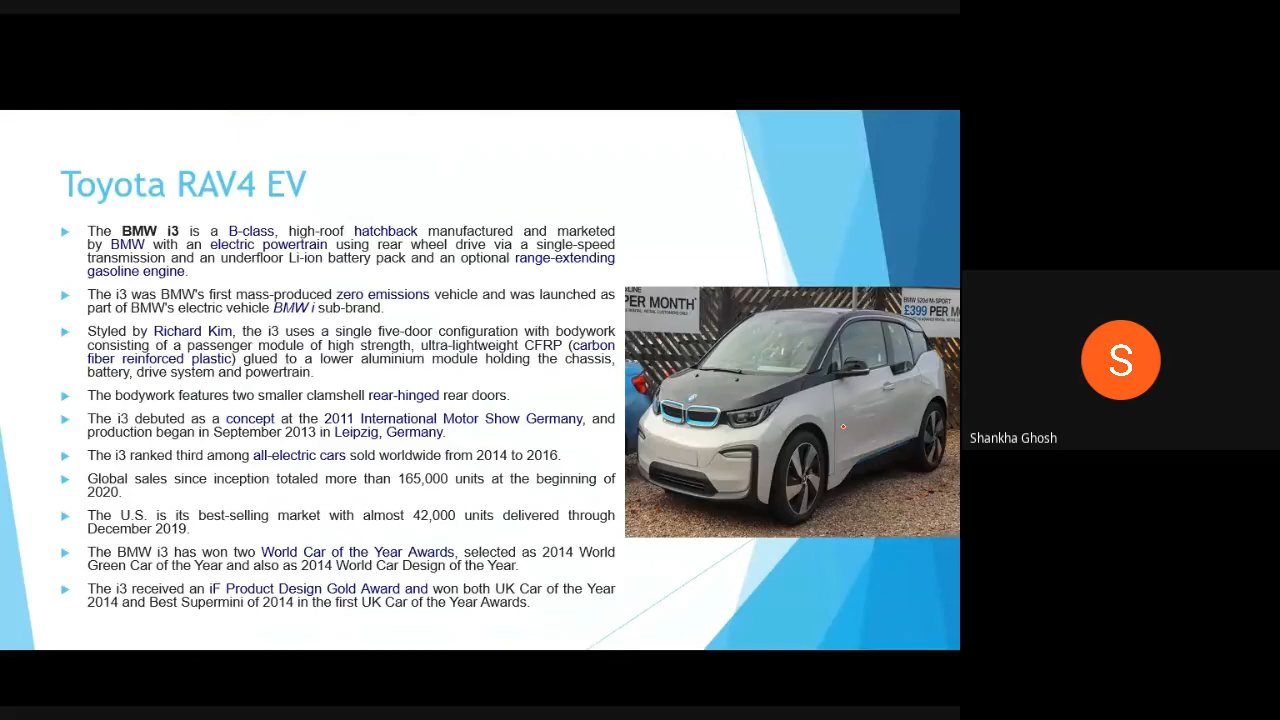 Toyota RAV4 EV
The BMW i3 is a B-class, high-roof hatchback manufactured and marketed
by BMW with an electric powertrain using rear wheel drive via a single-speed
transmission and an underfloor Li-ion battery pack and an optional range-extending
gasoline engine.
The i3 was BMW's first mass-produced zero emissions vehicle and was launched as
part of BMW's electric vehicle BMW i sub-brand.
Styled by Richard Kim, the i3 uses a single five-door configuration with bodywork
consisting of a passenger module of high strength, ultra-lightweight CFRP (carbon
fiber reinforced plastic) glued to a lower aluminium module holding the chassis,
battery, drive system and powertrain.
The bodywork features two smaller clamshell rear-hinged rear doors.
The i3 debuted as a concept at the 2011 International Motor Show Germany, and
production began in September 2013 in Leipzig, Germany.
The i3 ranked third among all-electric cars sold worldwide from 2014 to 2016.
Global sales since inception totaled more than 165,000 units at the beginning of
2020.
The U.S. is its best-selling market with almost 42,000 units delivered through
December 2019.
The BMW i3 has won two World Car of the Year Awards, selected as 2014 World
Green Car of the Year and also as 2014 World Car Design of the Year.
The i3 received an iF Product Design Gold Award and won both UK Car of the Year
2014 and Best Supermini of 2014 in the first UK Car of the Year Awards.
PER MONTH*
BMW 520d M-SPORT
£399 PER M
S
Shankha Ghosh